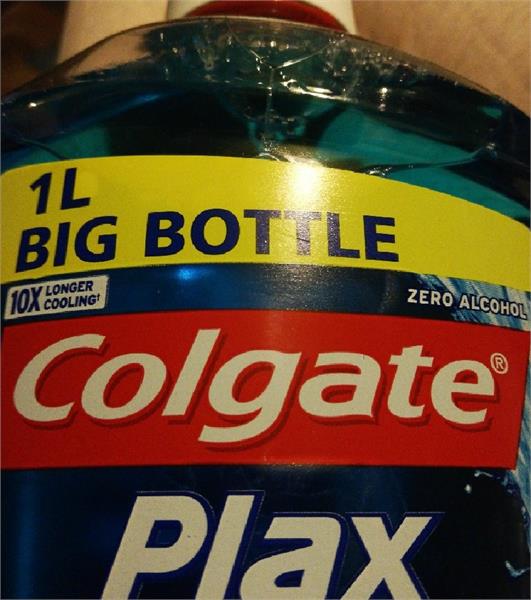 1L
BIG BOTTLE
10X LONGER
COOLING†
ZERO ALCOHOL
Colgate®
Plax